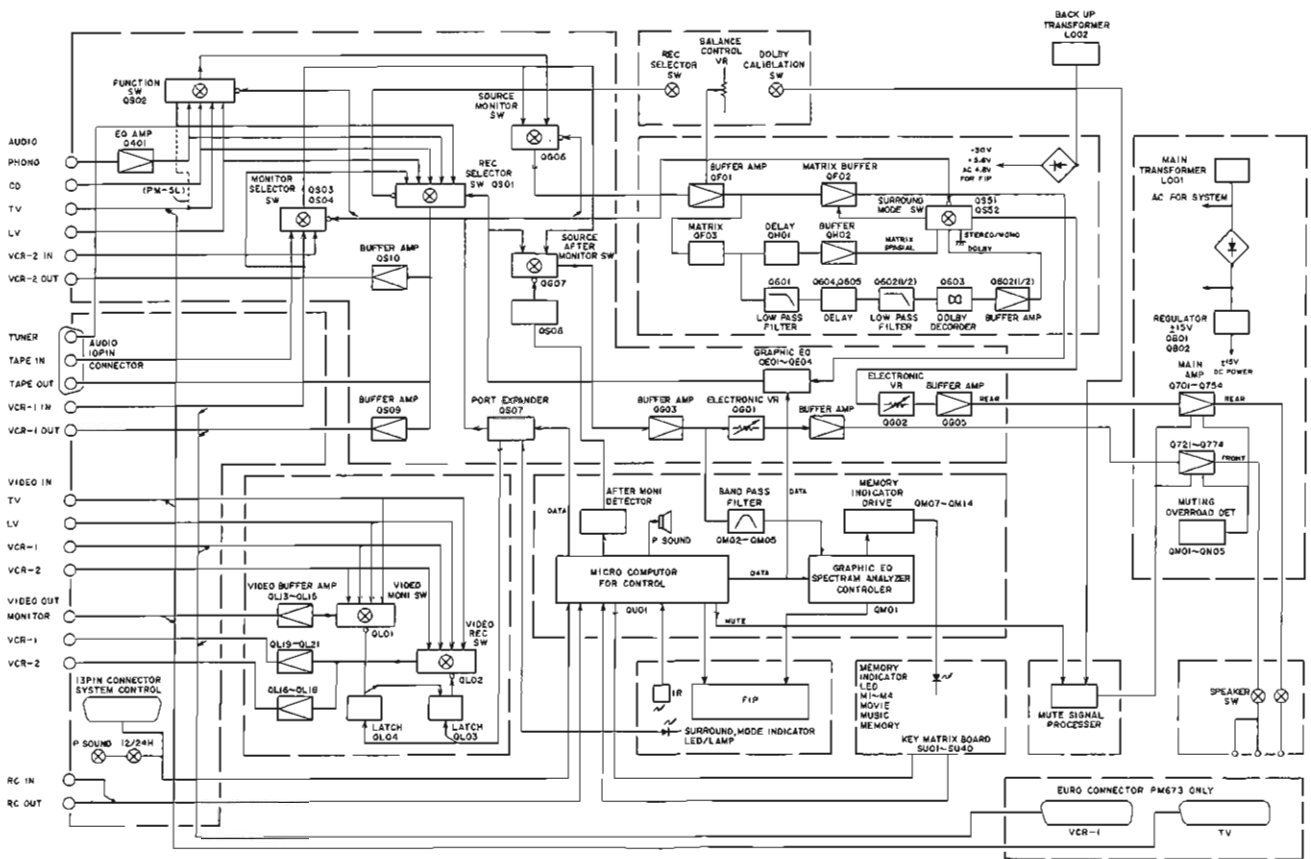 BACK UP
TRANSFORMER
L002
FUNCTION
SW
QS02
SOURCE
MONITOR
SW
QG06
REC
SELECTOR
SW
BALANCE
CONTROL
VR
DOLBY
CALIBLATION
SW
AUDIO
PHONO
CD
TV
LV
VCR-2 IN
VCR-2 OUT
EQ AMP
Q401
(PM-5L)
MONITOR
SELECTOR
SW
QS03
QS04
REC
SELECTOR
SW QS01
BUFFER AMP
QS10
SOURCE
AFTER
MONITOR SW
QG07
QS08
BUFFER AMP
QF01
MATRIX BUFFER
QF02
-30V
+5.6V
AC 4.8V
FOR FIP
SURROUND
MODE SW
QS51
QS52
STEREO/MONO
DOLBY
MATRIX
QF03
DELAY
QH01
BUFFER
QH02
MATRIX
SPASIAL
Q601
LOW PASS
FILTER
Q604,Q605
DELAY
Q602(1/2)
LOW PASS
FILTER
Q603
DOLBY
DECORDER
Q602(1/2)
BUFFER AMP
MAIN
TRANSFORMER
L001
AC FOR SYSTEM
REGULATOR
±15V
Q801
Q802
±15V
DC POWER
MAIN
AMP
Q701~Q754
REAR
Q721~Q774
FRONT
MUTING
OVERROAD DET
QN01~QN05
TUNER
TAPE IN
TAPE OUT
VCR-1 IN
VCR-1 OUT
AUDIO
10PIN
CONNECTOR
BUFFER AMP
QS09
PORT EXPANDER
QS07
GRAPHIC EQ
QE01~QE04
BUFFER AMP
QG03
ELECTRONIC VR
QG01
BUFFER AMP
ELECTRONIC
VR
QG02
BUFFER AMP
QG05
REAR
VIDEO IN
TV
LV
VCR-1
VCR-2
VIDEO OUT
MONITOR
VCR-1
VCR-2
VIDEO BUFFER AMP
QL13~QL15
VIDEO
MONI SW
QL01
QL19~QL21
VIDEO
REC
SW
QL02
QL16~QL18
LATCH
QL04
LATCH
QL03
DATA
AFTER MONI
DETECTOR
P SOUND
BAND PASS
FILTER
QM02~QM05
DATA
MEMORY
INDICATOR
DRIVE
QM07~QM14
MICRO COMPUTOR
FOR CONTROL
QU01
DATA
GRAPHIC EQ
SPECTRAM ANALYZER
CONTROLER
QM01
MUTE
13PIN CONNECTOR
SYSTEM CONTROL
P SOUND
12/24H
RC IN
RC OUT
IR
FIP
SURROUND,MODE INDICATOR
LED/LAMP
MEMORY
INDICATOR
LED
M1~M4
MOVIE
MUSIC
MEMORY
KEY MATRIX BOARD
SU01~SU40
MUTE SIGNAL
PROCESSER
SPEAKER
SW
EURO CONNECTOR PM673 ONLY
VCR-1
TV